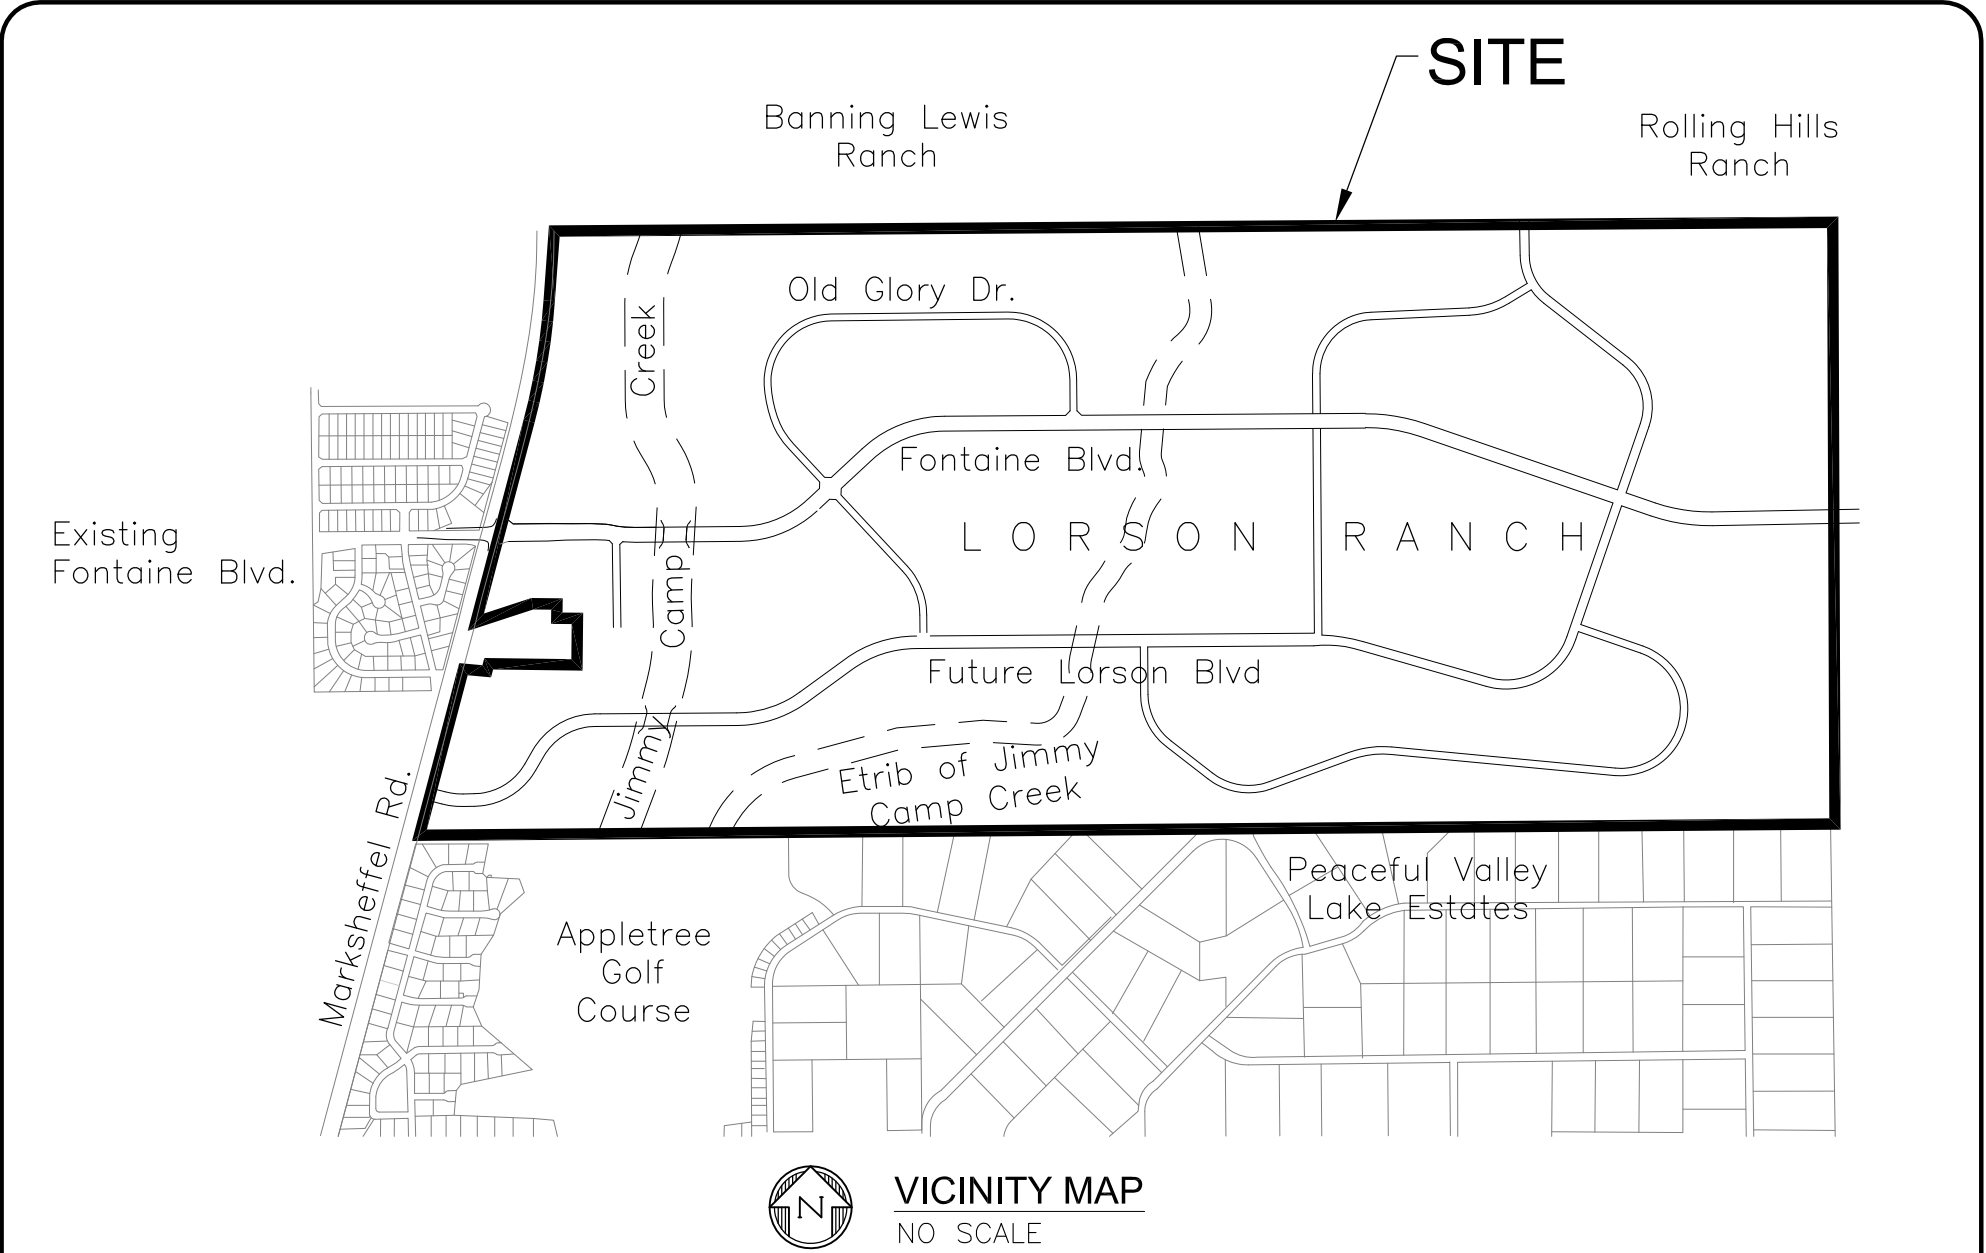 SITE
Banning Lewis
Ranch
Rolling Hills
Ranch
Old Glory Dr.
Creek
Fontaine Blvd.
Existing
Fontaine Blvd.
LORSON RANCH
Camp
Future Lorson Blvd
Jimmy
Etrib of Jimmy
Camp Creek
Marksheffel Rd.
Peaceful Valley
Lake Estates
Appletree
Golf
Course
N
VICINITY MAP
NO SCALE